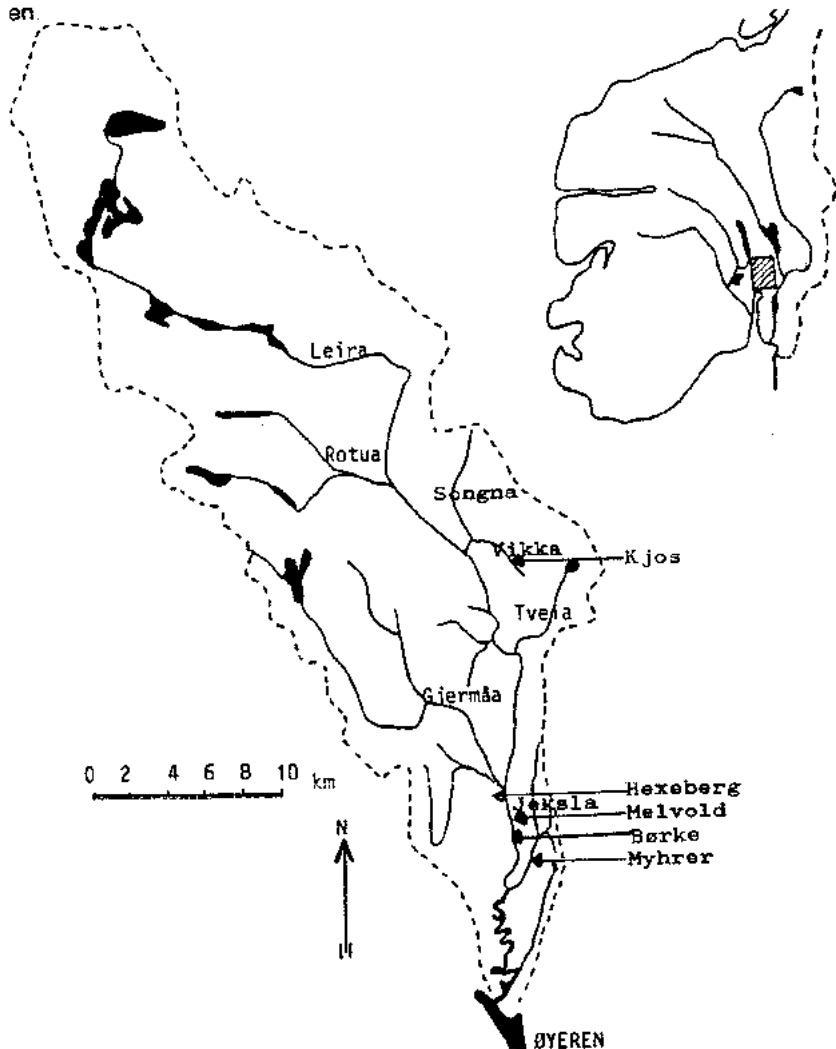 en.
Leira
Rotua
Songna
Vikka
Kjos
Tveia
Gjermåa
0 2 4 6 8 10 km
Hexeberg
Jeksla
Melvold
Børke
Myhrer
N
ØYEREN